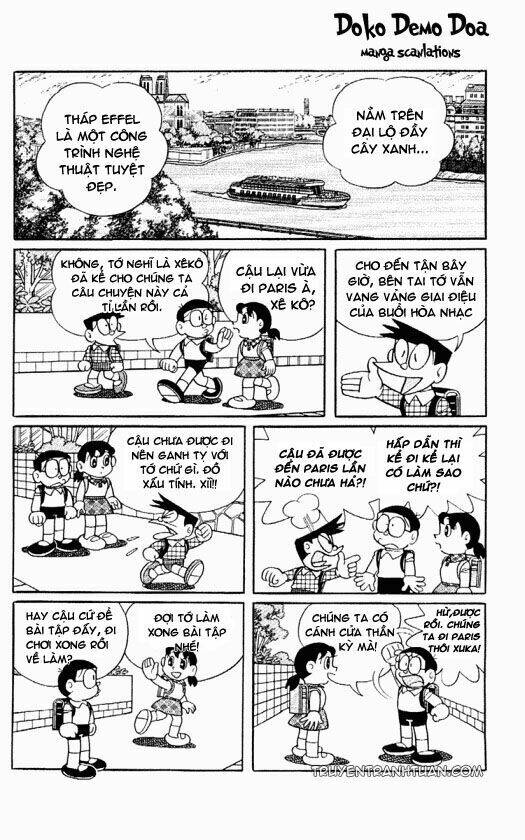 Doko Demo Doa
manga scanlations
THÁP EFFEL
LÀ MỘT CÔNG
TRÌNH NGHỆ
THUẬT TUYỆT
ĐẸP.
NẰM TRÊN
ĐẠI LỘ ĐẦY
CÂY XANH...
KHÔNG, TỚ NGHĨ LÀ XÊKÔ
ĐÃ KỂ CHO CHÚNG TA
CÂU CHUYỆN NÀY CẢ
TỈ LẦN RỒI.
CẬU LẠI VỪA
ĐI PARIS À,
XÊ KÔ?
CHO ĐẾN TẬN BÂY
GIỜ, BÊN TAI TỚ VẪN
VANG VẢNG GIAI ĐIỆU
CỦA BUỔI HÒA NHẠC
CẬU CHƯA ĐƯỢC ĐI
NÊN GANH TỴ VỚI
TỚ CHỨ GÌ. ĐỒ
XẤU TÍNH. XÌ!!
CẬU ĐÃ ĐƯỢC
ĐẾN PARIS LẦN
NÀO CHƯA HẢ?!
HẤP DẪN THÌ
KỂ ĐI KỂ LẠI
CÓ LÀM SAO
CHỨ?!
HAY CẬU CỨ ĐỂ
BÀI TẬP ĐẤY, ĐI
CHƠI XONG RỒI
VỀ LÀM?
ĐỢI TỚ LÀM
XONG BÀI TẬP
NHÉ!
CHÚNG TA CÓ
CÁNH CỬA THẦN
KỲ MÀ!
HỪ, ĐƯỢC
RỒI. CHÚNG
TA ĐI PARIS
THÔI XUKA!
TRUYENTRANHTUAN.COM